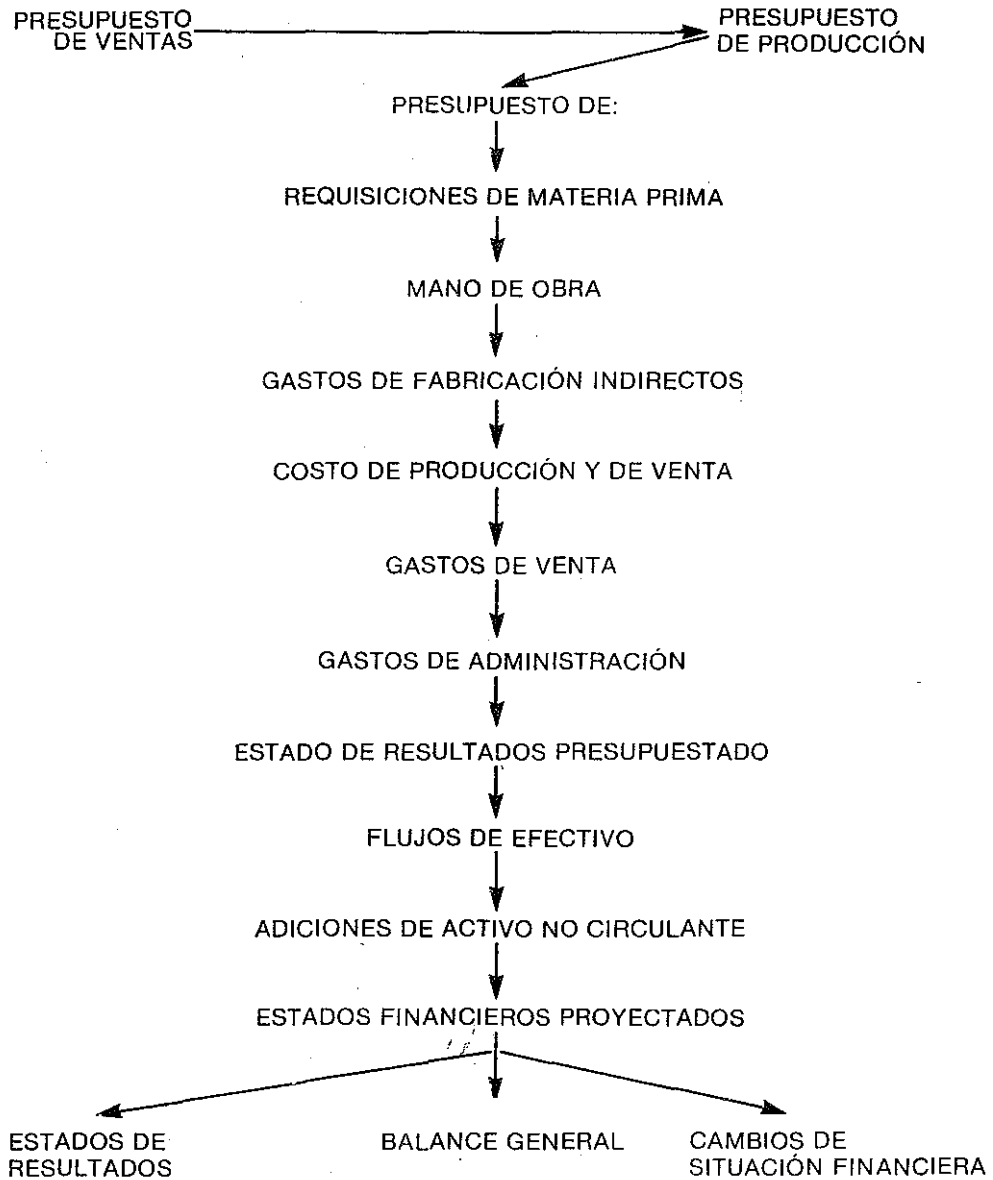 PRESUPUESTO
DE VENTAS
PRESUPUESTO
DE PRODUCCIÓN
PRESUPUESTO DE:
REQUISICIONES DE MATERIA PRIMA
MANO DE OBRA
GASTOS DE FABRICACIÓN INDIRECTOS
COSTO DE PRODUCCIÓN Y DE VENTA
GASTOS DE VENTA
GASTOS DE ADMINISTRACIÓN
ESTADO DE RESULTADOS PRESUPUESTADO
FLUJOS DE EFECTIVO
ADICIONES DE ACTIVO NO CIRCULANTE
ESTADOS FINANCIEROS PROYECTADOS
ESTADOS DE
RESULTADOS
BALANCE GENERAL
CAMBIOS DE
SITUACIÓN FINANCIERA